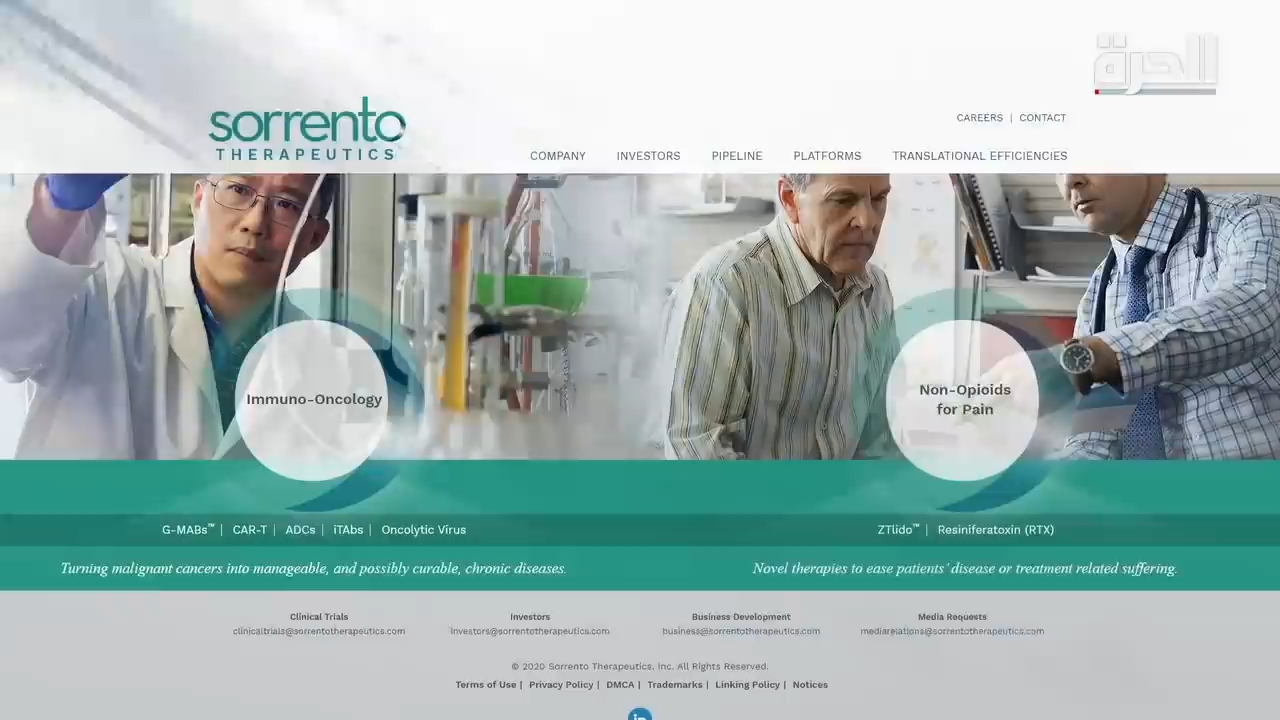 الحرة
sorrento
THERAPEUTICS
CAREERS | CONTACT
COMPANY INVESTORS PIPELINE PLATFORMS TRANSLATIONAL EFFICIENCIES
Immuno-Oncology
Non-Opioids
for Pain
G-MABs™ | CAR-T | ADCs | iTAbs | Oncolytic Virus
ZTlido™ | Resiniferatoxin (RTX)
Turning malignant cancers into manageable, and possibly curable, chronic diseases.
Novel therapies to ease patients' disease or treatment related suffering.
Clinical Trials
clinicaltrials@sorrentotherapeutics.com
Investors
investors@sorrentotherapeutics.com
Business Development
business@sorrentotherapeutics.com
Media Requests
mediarelations@sorrentotherapeutics.com
© 2020 Sorrento Therapeutics, Inc. All Rights Reserved.
Terms of Use | Privacy Policy | DMCA | Trademarks | Linking Policy | Notices
in